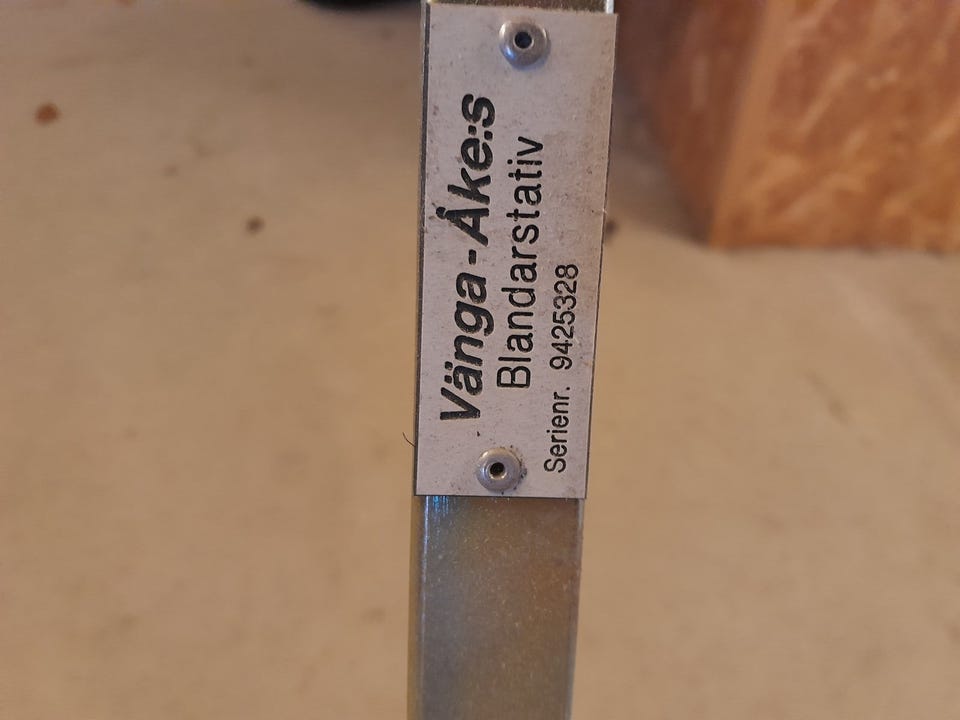 Vänga-Åke:s
Blandarstativ
Serienr. 9425328